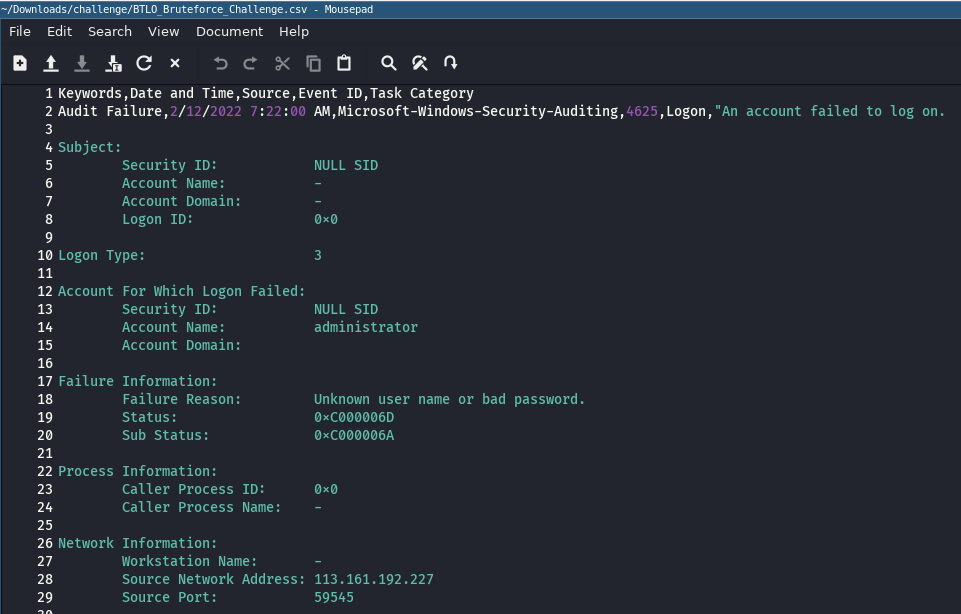 ~/Downloads/challenge/BTLO_Bruteforce_Challenge.csv - Mousepad
File Edit Search View Document Help
1 Keywords,Date and Time,Source,Event ID,Task Category
2 Audit Failure,2/12/2022 7:22:00 AM,Microsoft-Windows-Security-Auditing,4625,Logon,"An account failed to log on.
3
4 Subject:
5 Security ID: NULL SID
6 Account Name: -
7 Account Domain: -
8 Logon ID: 0×0
9
10 Logon Type: 3
11
12 Account For Which Logon Failed:
13 Security ID: NULL SID
14 Account Name: administrator
15 Account Domain:
16
17 Failure Information:
18 Failure Reason: Unknown user name or bad password.
19 Status: 0×C000006D
20 Sub Status: 0×C000006A
21
22 Process Information:
23 Caller Process ID: 0×0
24 Caller Process Name: -
25
26 Network Information:
27 Workstation Name: -
28 Source Network Address: 113.161.192.227
29 Source Port: 59545
30